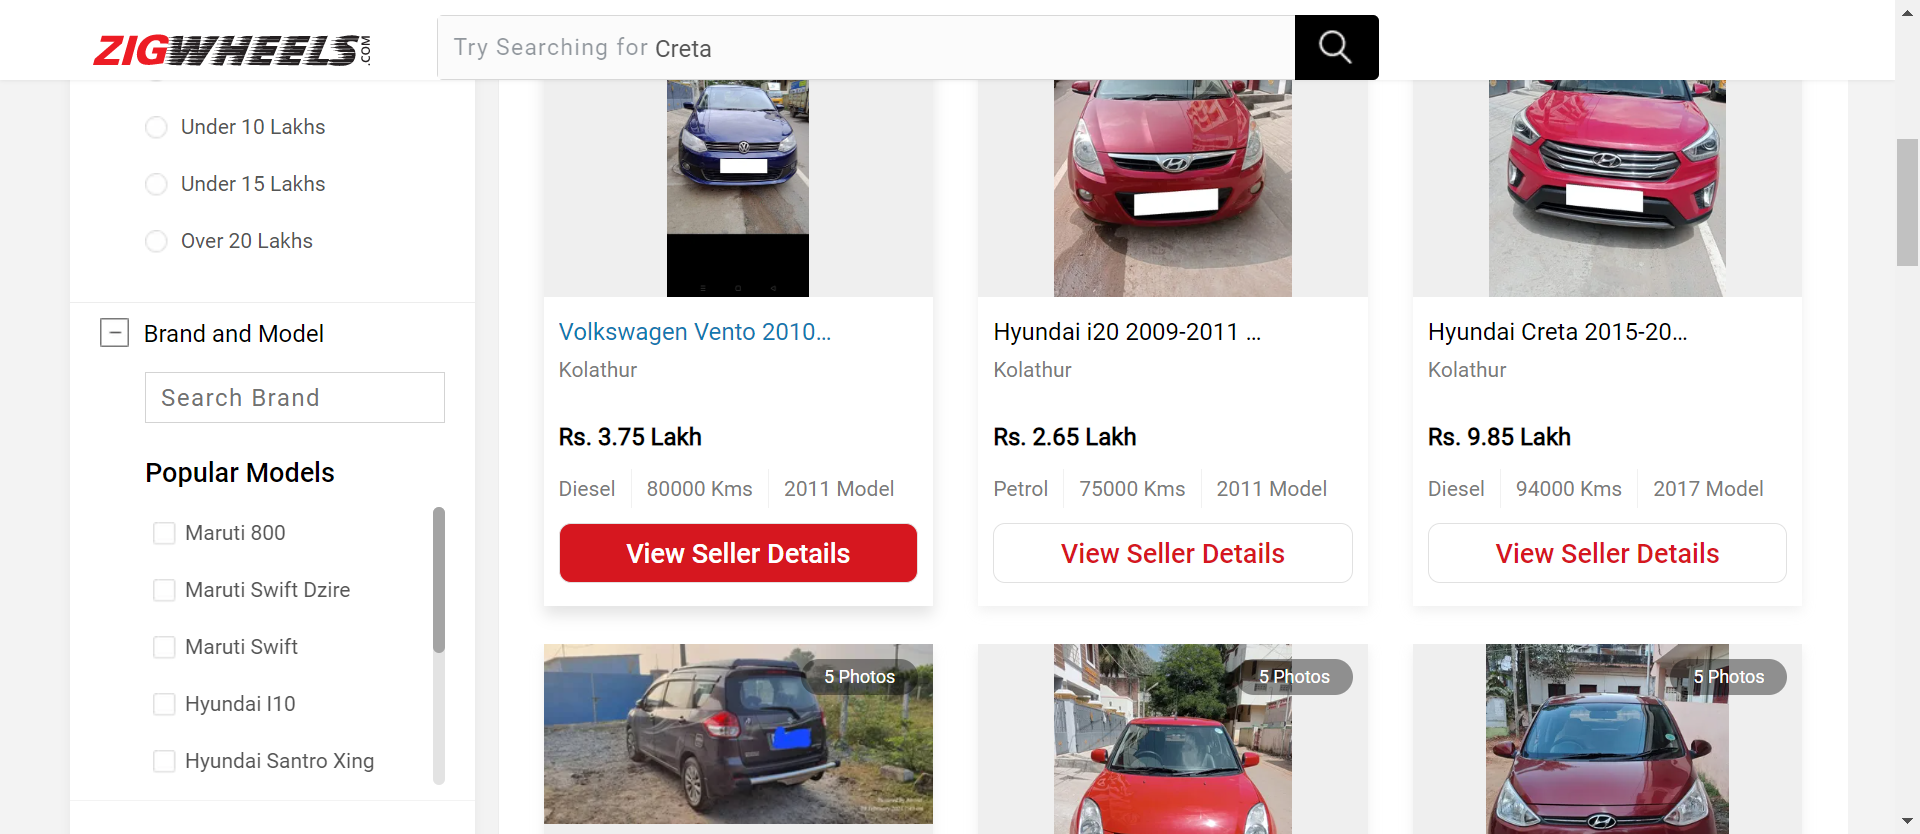 ZIGWHEELS.COM
Try Searching for Creta
Under 10 Lakhs
Under 15 Lakhs
Over 20 Lakhs
Brand and Model
Search Brand
Popular Models
Maruti 800
Maruti Swift Dzire
Maruti Swift
Hyundai I10
Hyundai Santro Xing
Volkswagen Vento 2010...
Kolathur
Rs. 3.75 Lakh
Diesel 80000 Kms 2011 Model
View Seller Details
Hyundai i20 2009-2011 ...
Kolathur
Rs. 2.65 Lakh
Petrol 75000 Kms 2011 Model
View Seller Details
Hyundai Creta 2015-20...
Kolathur
Rs. 9.85 Lakh
Diesel 94000 Kms 2017 Model
View Seller Details
5 Photos
5 Photos
5 Photos